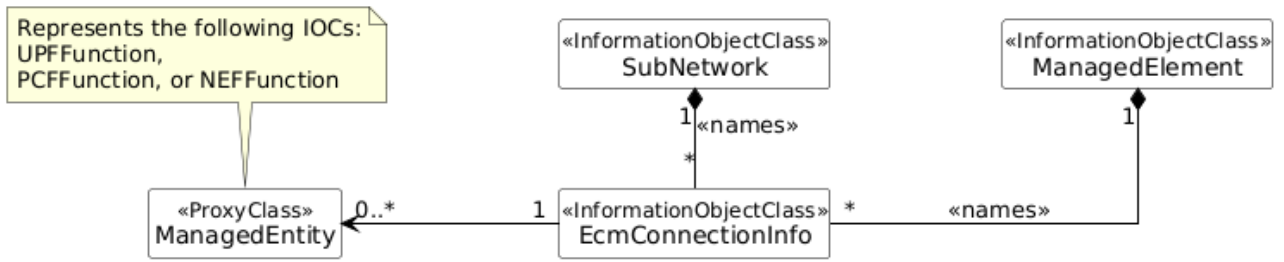 Represents the following IOCs:
UPFFunction,
PCFFunction, or NEFFunction
«InformationObjectClass»
SubNetwork
«InformationObjectClass»
ManagedElement
1
«names»
*
1
«ProxyClass»
ManagedEntity
0..*
1
«InformationObjectClass»
EcmConnectionInfo
*
«names»